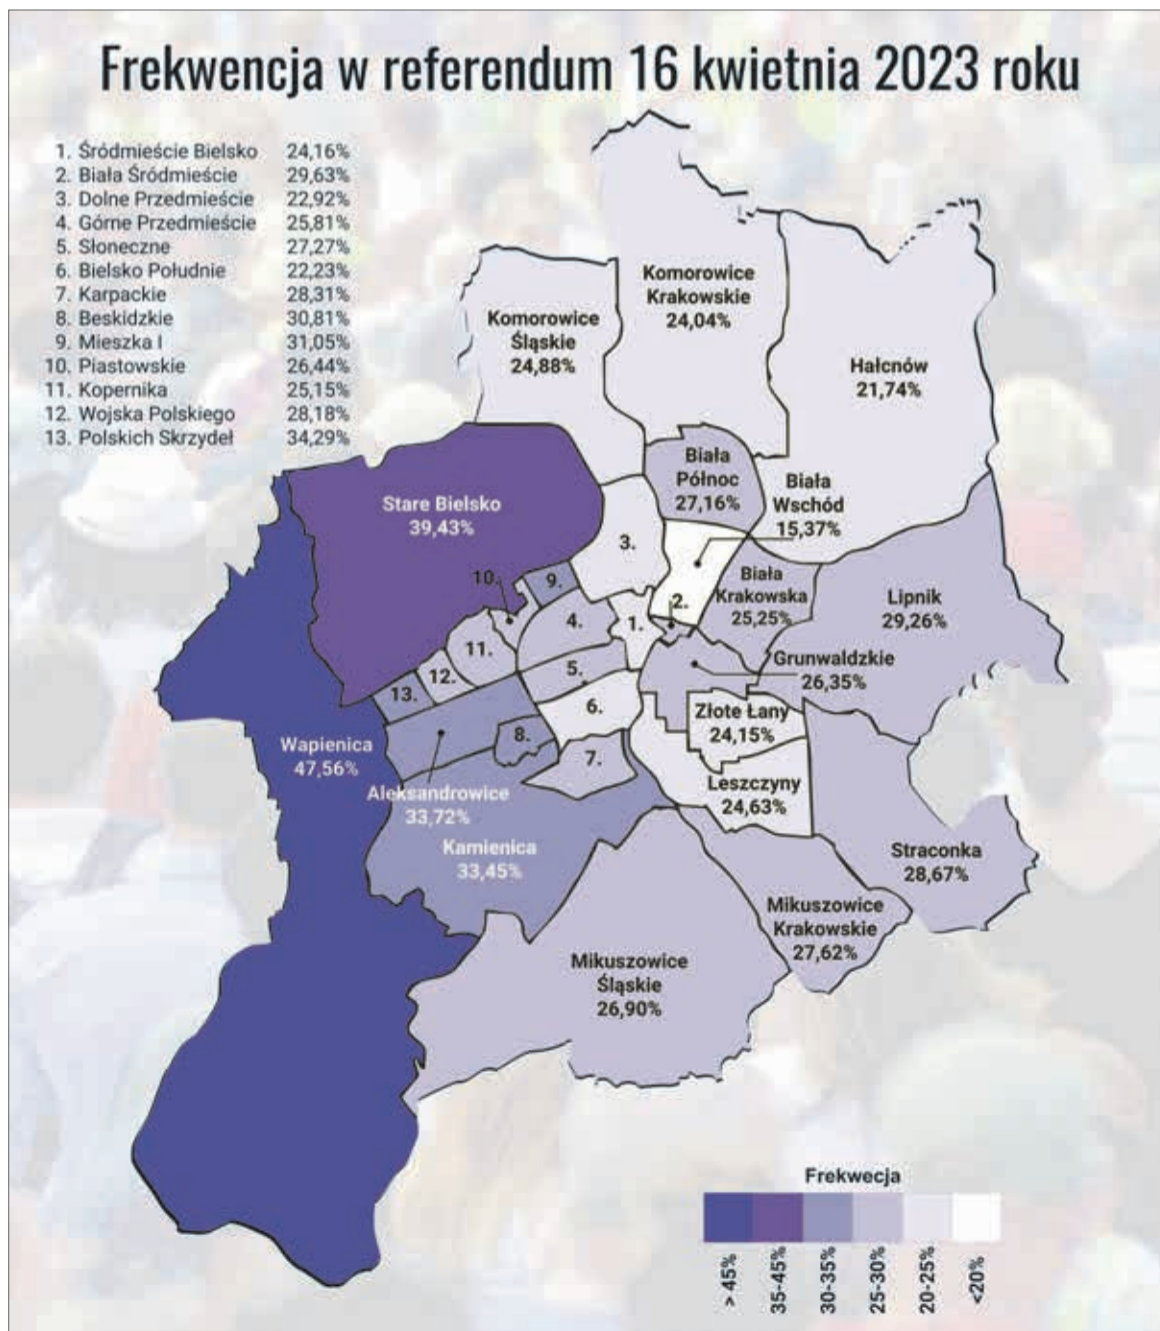 Frekwencja w referendum 16 kwietnia 2023 roku
1. Śródmieście Bielsko 24,16%
2. Biała Śródmieście 29,63%
3. Dolne Przedmieście 22,92%
4. Górne Przedmieście 25,81%
5. Słoneczne 27,27%
6. Bielsko Południe 22,23%
7. Karpackie 28,31%
8. Beskidzkie 30,81%
9. Mieszka I 31,05%
10. Piastowskie 26,44%
11. Kopernika 25,15%
12. Wojska Polskiego 28,18%
13. Polskich Skrzydeł 34,29%
Komorowice
Krakowskie
24,04%
Komorowice
Śląskie
24,88%
Hałcnów
21,74%
Biała
Północ
27,16%
Biała
Wschód
15,37%
Stare Bielsko
39,43%
3.
10.
9.
Biała
Krakowska
25,25%
Lipnik
29,26%
2.
4.
1.
11.
12.
5.
13.
Grunwaldzkie
26,35%
6.
Złote Łany
24,15%
8.
7.
Wapienica
47,56%
Aleksandrowice
33,72%
Leszczyny
24,63%
Kamienica
33,45%
Straconka
28,67%
Mikuszowice
Krakowskie
27,62%
Mikuszowice
Śląskie
26,90%
Frekwecja
> 45%
35-45%
30-35%
25-30%
20-25%
<20%